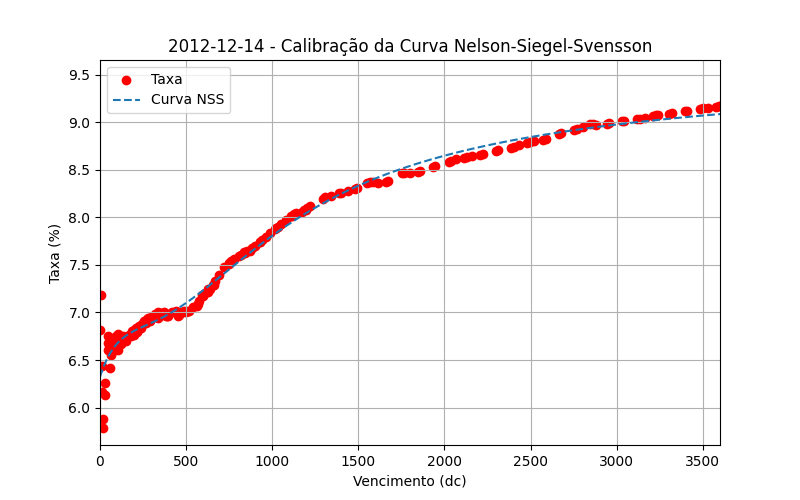 2012-12-14 - Calibração da Curva Nelson-Siegel-Svensson
Taxa
Curva NSS
Taxa (%)
9.5
9.0
8.5
8.0
7.5
7.0
6.5
6.0
0 500 1000 1500 2000 2500 3000 3500
Vencimento (dc)